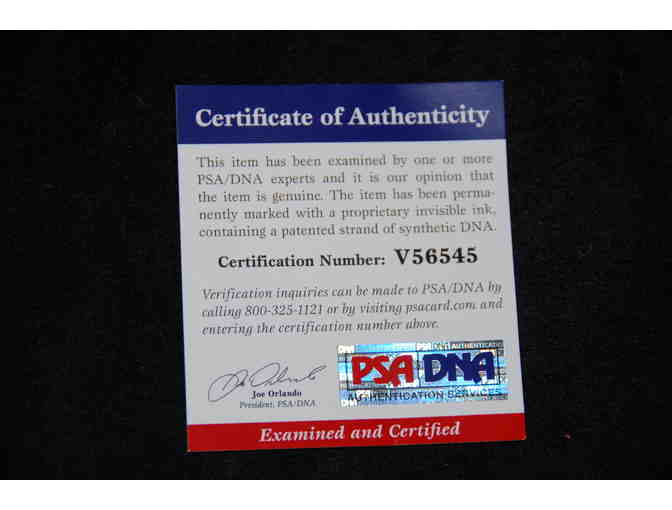 Certificate of Authenticity
This item has been examined by one or more
PSA/DNA experts and it is our opinion that
the item is genuine. The item has been perma-
nently marked with a proprietary invisible ink,
containing a patented strand of synthetic DNA.
Certification Number: V56545
Verification inquiries can be made to PSA/DNA by
calling 800-325-1121 or by visiting psacard.com and
entering the certification number above.
Joe Orlando
President, PSA/DNA
PSA DNA
AUTHENTICATION SERVICES
Examined and Certified